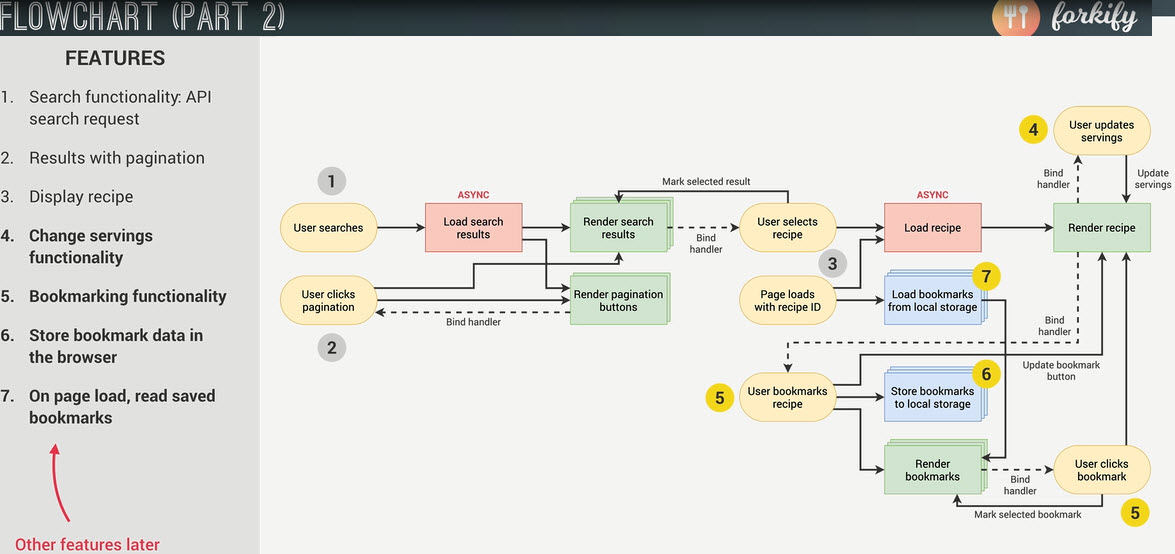 FLOWCHART (PART 2)
forkify
FEATURES
1. Search functionality: API
search request
2. Results with pagination
3. Display recipe
4. Change servings
functionality
5. Bookmarking functionality
6. Store bookmark data in
the browser
7. On page load, read saved
bookmarks
Other features later
1
User searches
ASYNC
Load search
results
Render search
results
Mark selected result
Bind
handler
User selects
recipe
3
ASYNC
Load recipe
4
User updates
servings
Bind
handler
Update
servings
Render recipe
User clicks
pagination
2
Bind handler
Render pagination
buttons
Page loads
with recipe ID
7
Load bookmarks
from local storage
Bind
handler
Update bookmark
button
5
User bookmarks
recipe
6
Store bookmarks
to local storage
Render
bookmarks
Bind
handler
User clicks
bookmark
Mark selected bookmark
5